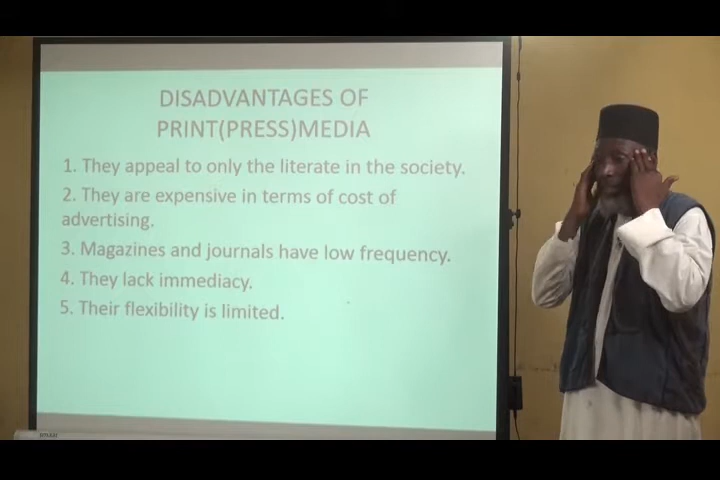 DISADVANTAGES OF
PRINT(PRESS)MEDIA
1. They appeal to only the literate in the society.
2. They are expensive in terms of cost of
advertising.
3. Magazines and journals have low frequency.
4. They lack immediacy.
5. Their flexibility is limited.